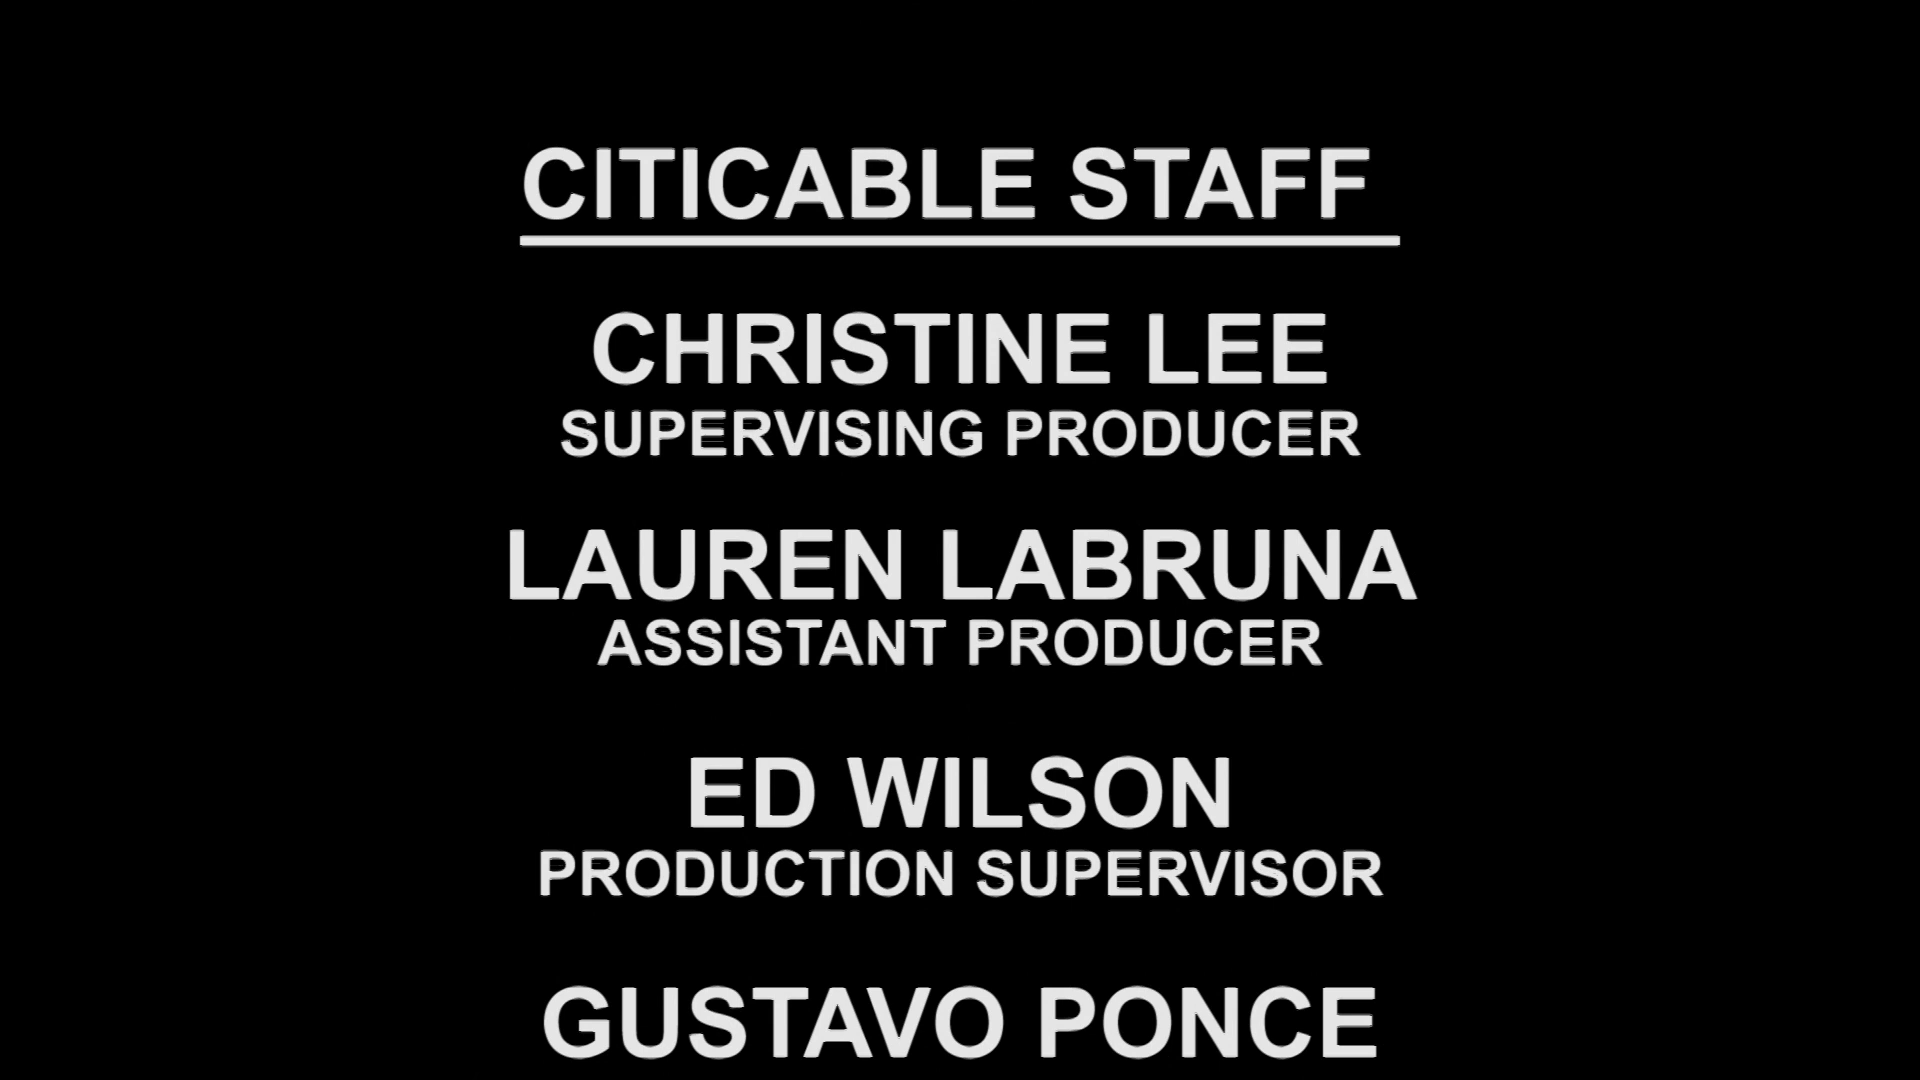 CITICABLE STAFF
CHRISTINE LEE
SUPERVISING PRODUCER
LAUREN LABRUNA
ASSISTANT PRODUCER
ED WILSON
PRODUCTION SUPERVISOR
GUSTAVO PONCE